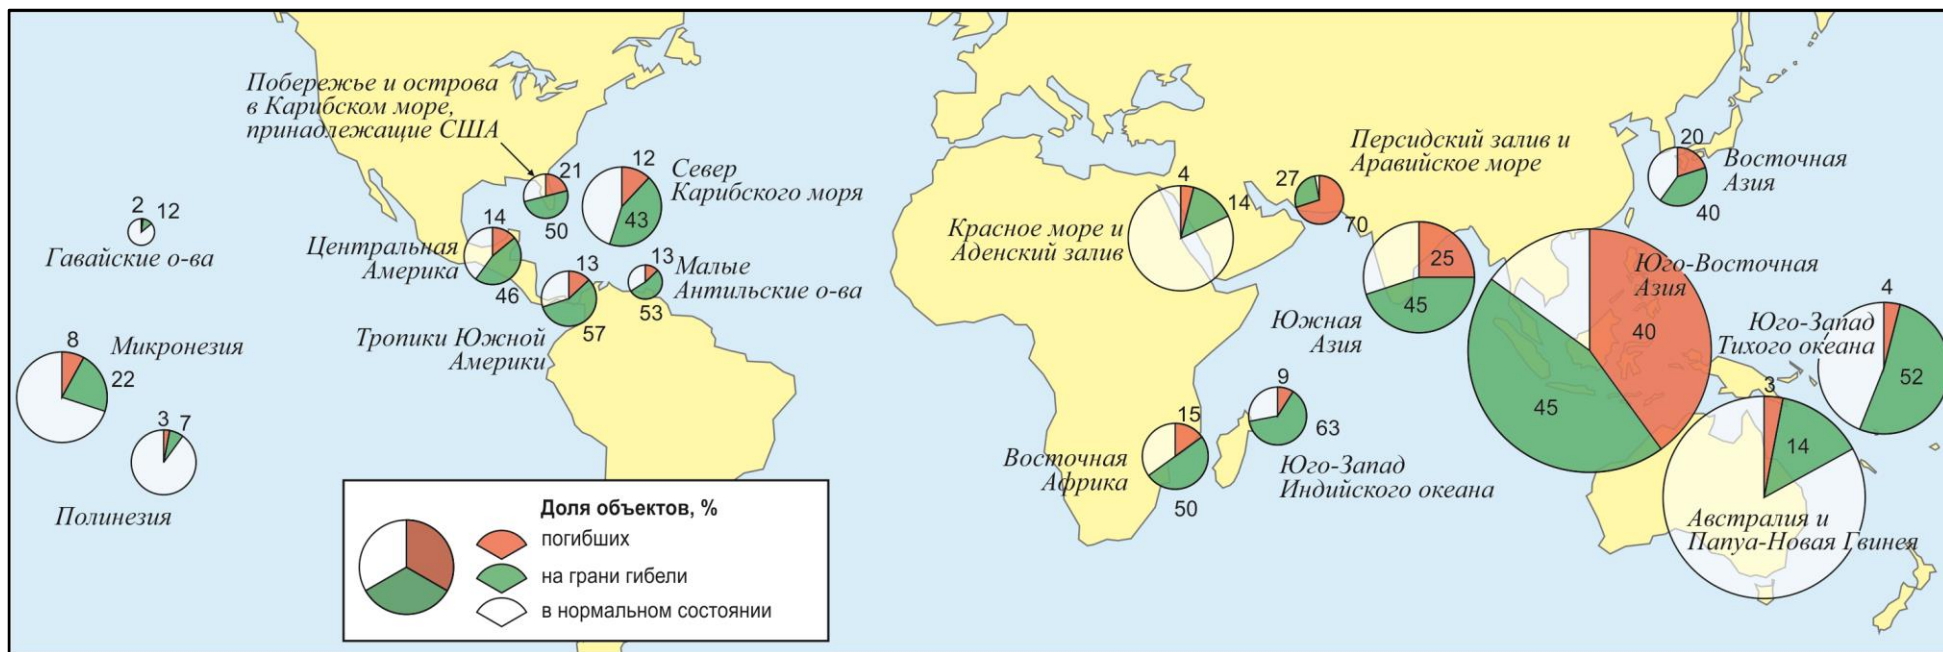 Побережье и острова
в Карибском море,
принадлежащие США
21
50
12
Север
Карибского моря
43
2
12
Гавайские о-ва
14
Центральная
Америка
46
13
Малые
Антильские о-ва
53
13
Тропики Южной
Америки
57
8
Микронезия
22
3
7
Полинезия
Персидский залив и
Аравийское море
27
70
20
Восточная
Азия
40
4
14
Красное море и
Аденский залив
25
45
Южная
Азия
Юго-Восточная
Азия
40
45
4
Юго-Запад
Тихого океана
52
9
63
Юго-Запад
Индийского океана
15
Восточная
Африка
50
3
14
Австралия и
Папуа-Новая Гвинея
Доля объектов, %
погибших
на грани гибели
в нормальном состоянии